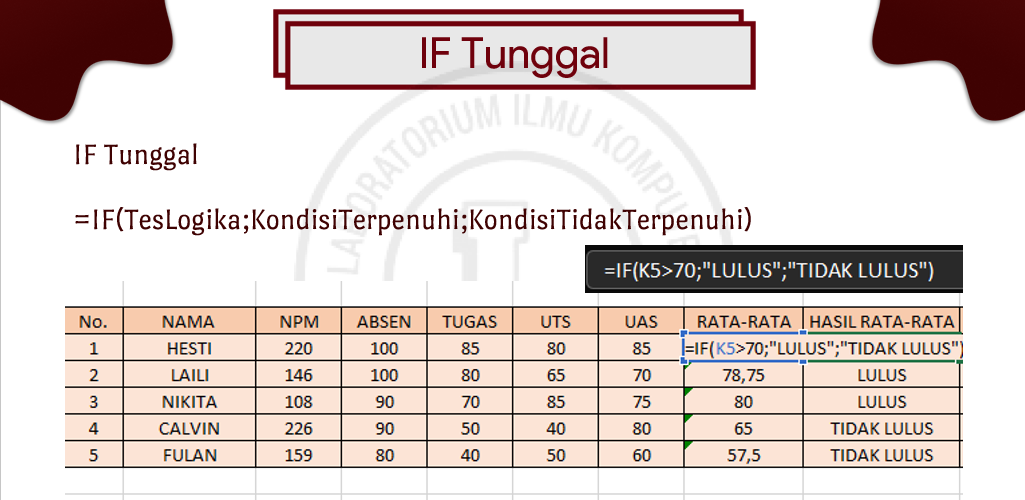 IF Tunggal
LABORATORIUM ILMU KOMPU
IF Tunggal
=IF(TesLogika;KondisiTerpenuhi;KondisiTidakTerpenuhi)
=IF(K5>70;"LULUS";"TIDAK LULUS")
No. NAMA NPM ABSEN TUGAS UTS UAS RATA-RATA HASIL RATA-RATA
1 HESTI 220 100 85 80 85 =IF(K5>70;"LULUS";"TIDAK LULUS")
2 LAILI 146 100 80 65 70 78,75 LULUS
3 NIKITA 108 90 70 85 75 80 LULUS
4 CALVIN 226 90 50 40 80 65 TIDAK LULUS
5 FULAN 159 80 40 50 60 57,5 TIDAK LULUS